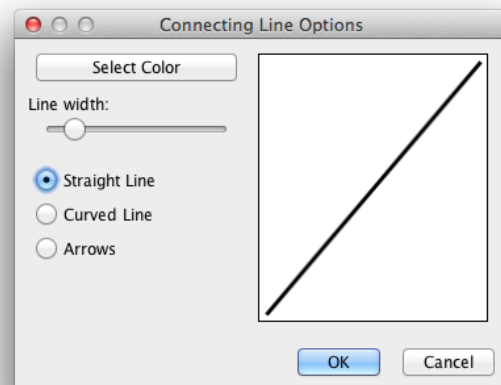 Connecting Line Options
Select Color
Line width:
Straight Line
Curved Line
Arrows
OK Cancel